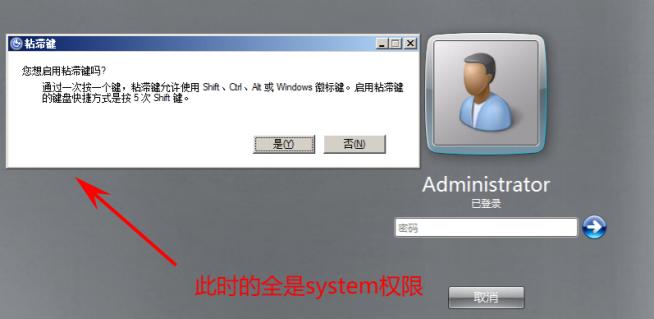 粘滞键
您想启用粘滞键吗?
通过一次按一个键，粘滞键允许使用 Shift、Ctrl、Alt 或 Windows 徽标键。启用粘滞键
的键盘快捷方式是按 5 次 Shift 键。
是(Y) 否(N)
Administrator
已登录
密码
此时的全是system权限
取消